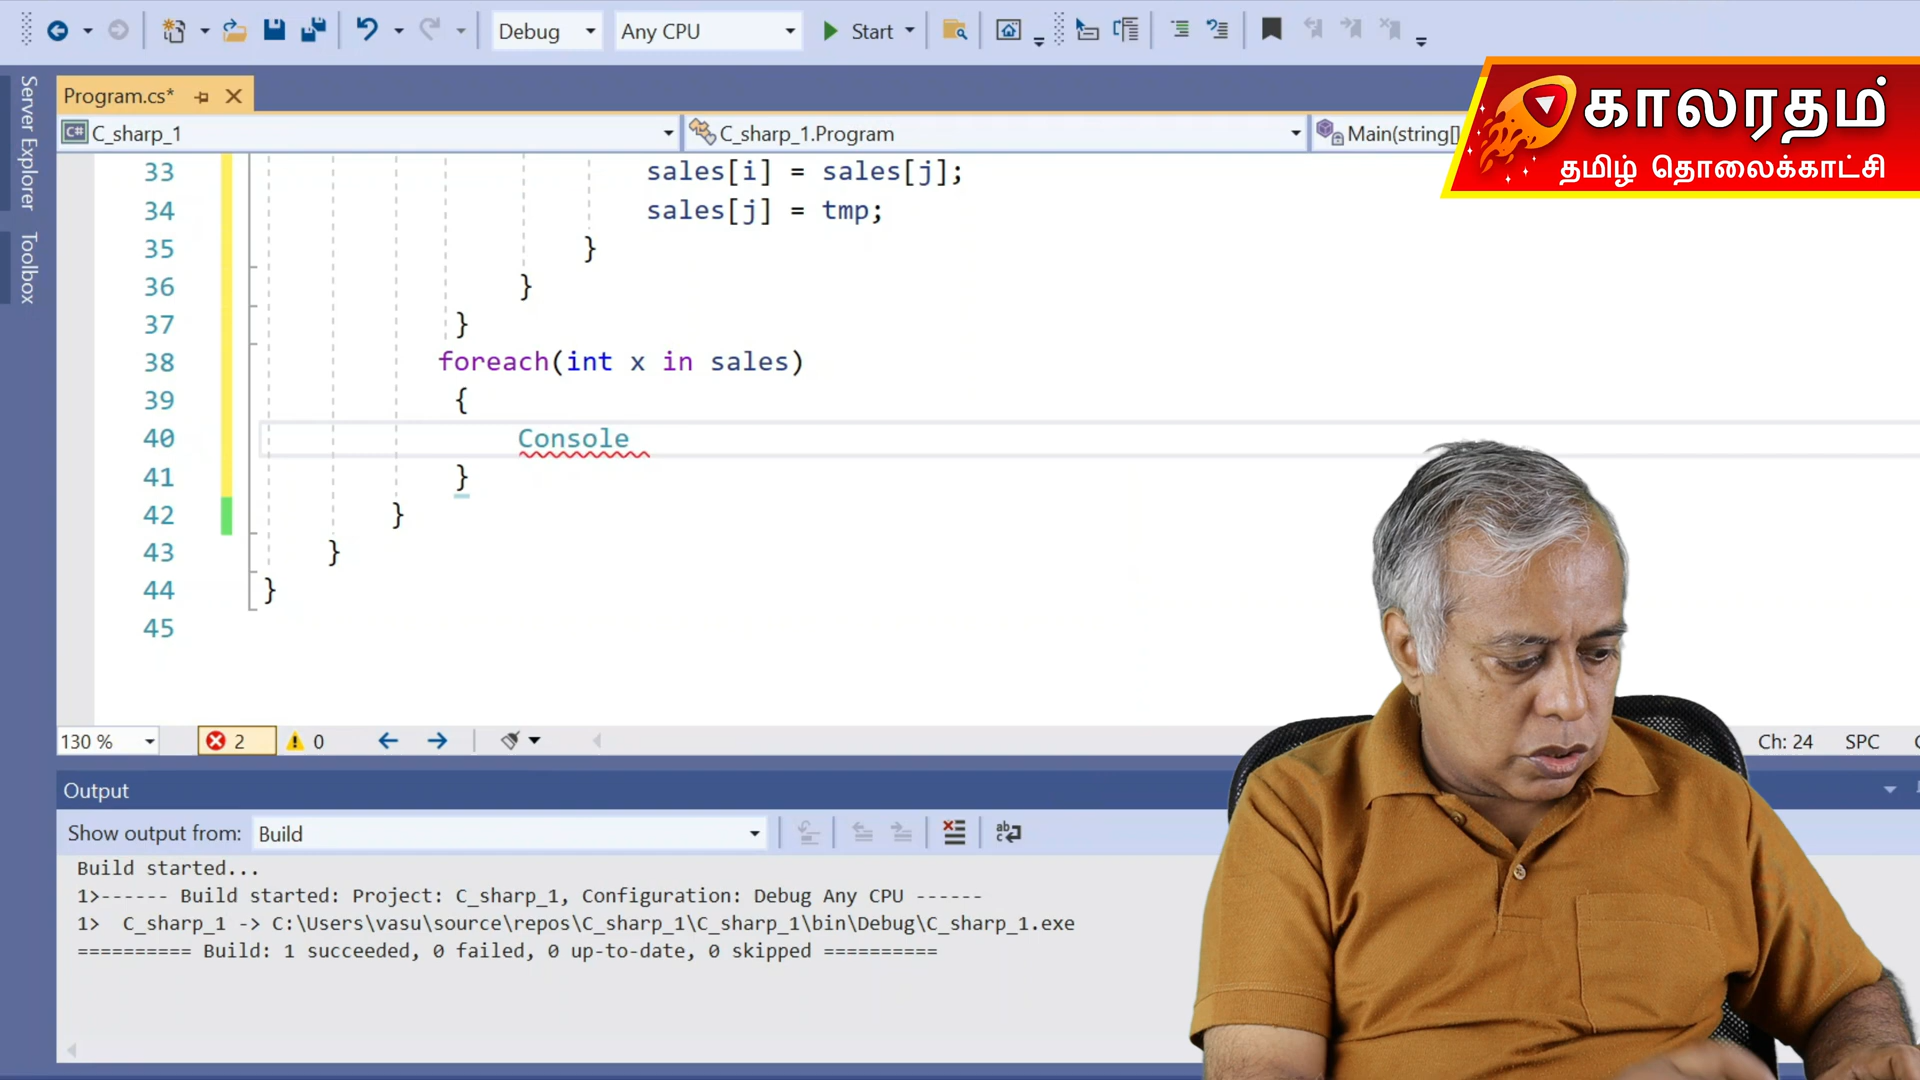 Debug
Any CPU
Start
Server Explorer
Toolbox
Program.cs*
C_sharp_1
C_sharp_1.Program
Main(string[]
காலரதம்
தமிழ் தொலைக்காட்சி
33 sales[i] = sales[j];
34 sales[j] = tmp;
35 }
36 }
37 }
38 foreach(int x in sales)
39 {
40 Console
41 }
42 }
43 }
44 }
45
130 %
2
0
Ch: 24
SPC
Output
Show output from: Build
Build started...
1>------ Build started: Project: C_sharp_1, Configuration: Debug Any CPU ------
1>  C_sharp_1 -> C:\Users\vasu\source\repos\C_sharp_1\C_sharp_1\bin\Debug\C_sharp_1.exe
========== Build: 1 succeeded, 0 failed, 0 up-to-date, 0 skipped ==========